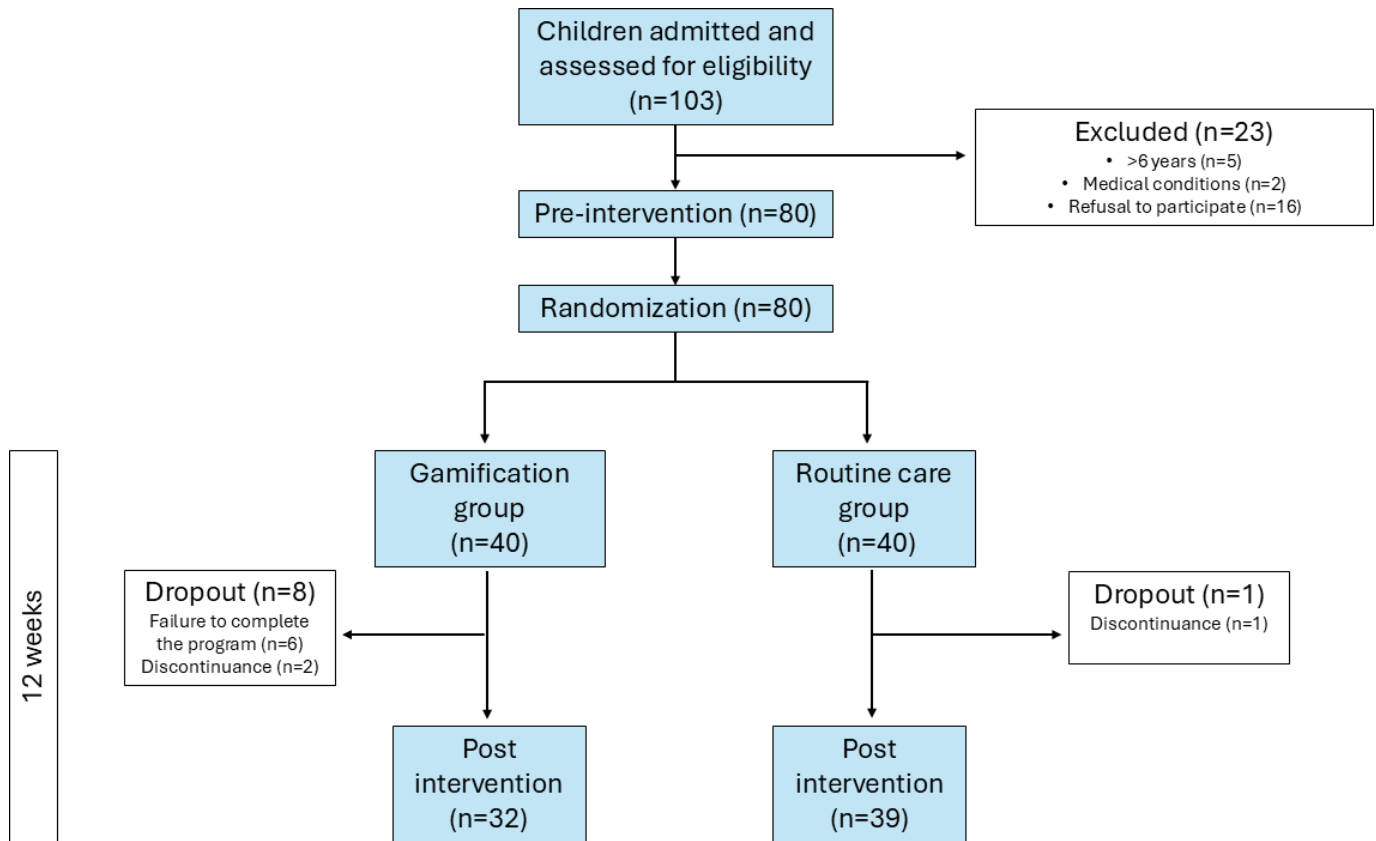 Children admitted and
assessed for eligibility
(n=103)
Excluded (n=23)
• >6 years (n=5)
• Medical conditions (n=2)
• Refusal to participate (n=16)
Pre-intervention (n=80)
Randomization (n=80)
Gamification
group
(n=40)
Routine care
group
(n=40)
12 weeks
Dropout (n=8)
Failure to complete
the program (n=6)
Discontinuance (n=2)
Dropout (n=1)
Discontinuance (n=1)
Post
intervention
(n=32)
Post
intervention
(n=39)